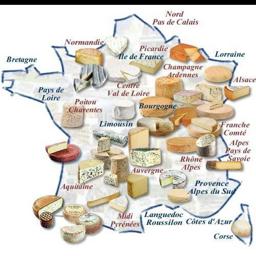 Nord
Pas de Calais
Normandie
Picardie
Ile de France
Lorraine
Bretagne
Champagne
Ardennes
Alsace
Centre
Val de Loire
Pays de
Loire
Poitou
Charentes
Bourgogne
Franche
Comté
Limousin
Alpes
Pays de
Savoie
Rhône
Alpes
Auvergne
Aquitaine
Provence
Alpes du Sud
Midi
Pyrénées
Languedoc
Roussilon
Côtes d'Azur
Corse